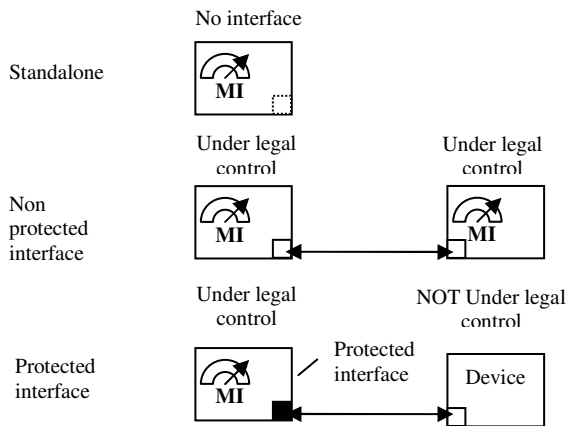 No interface
Standalone
MI
Under legal
control
Under legal
control
Non
protected
interface
MI
MI
Under legal
control
NOT Under legal
control
Protected
interface
MI
Protected
interface
Device